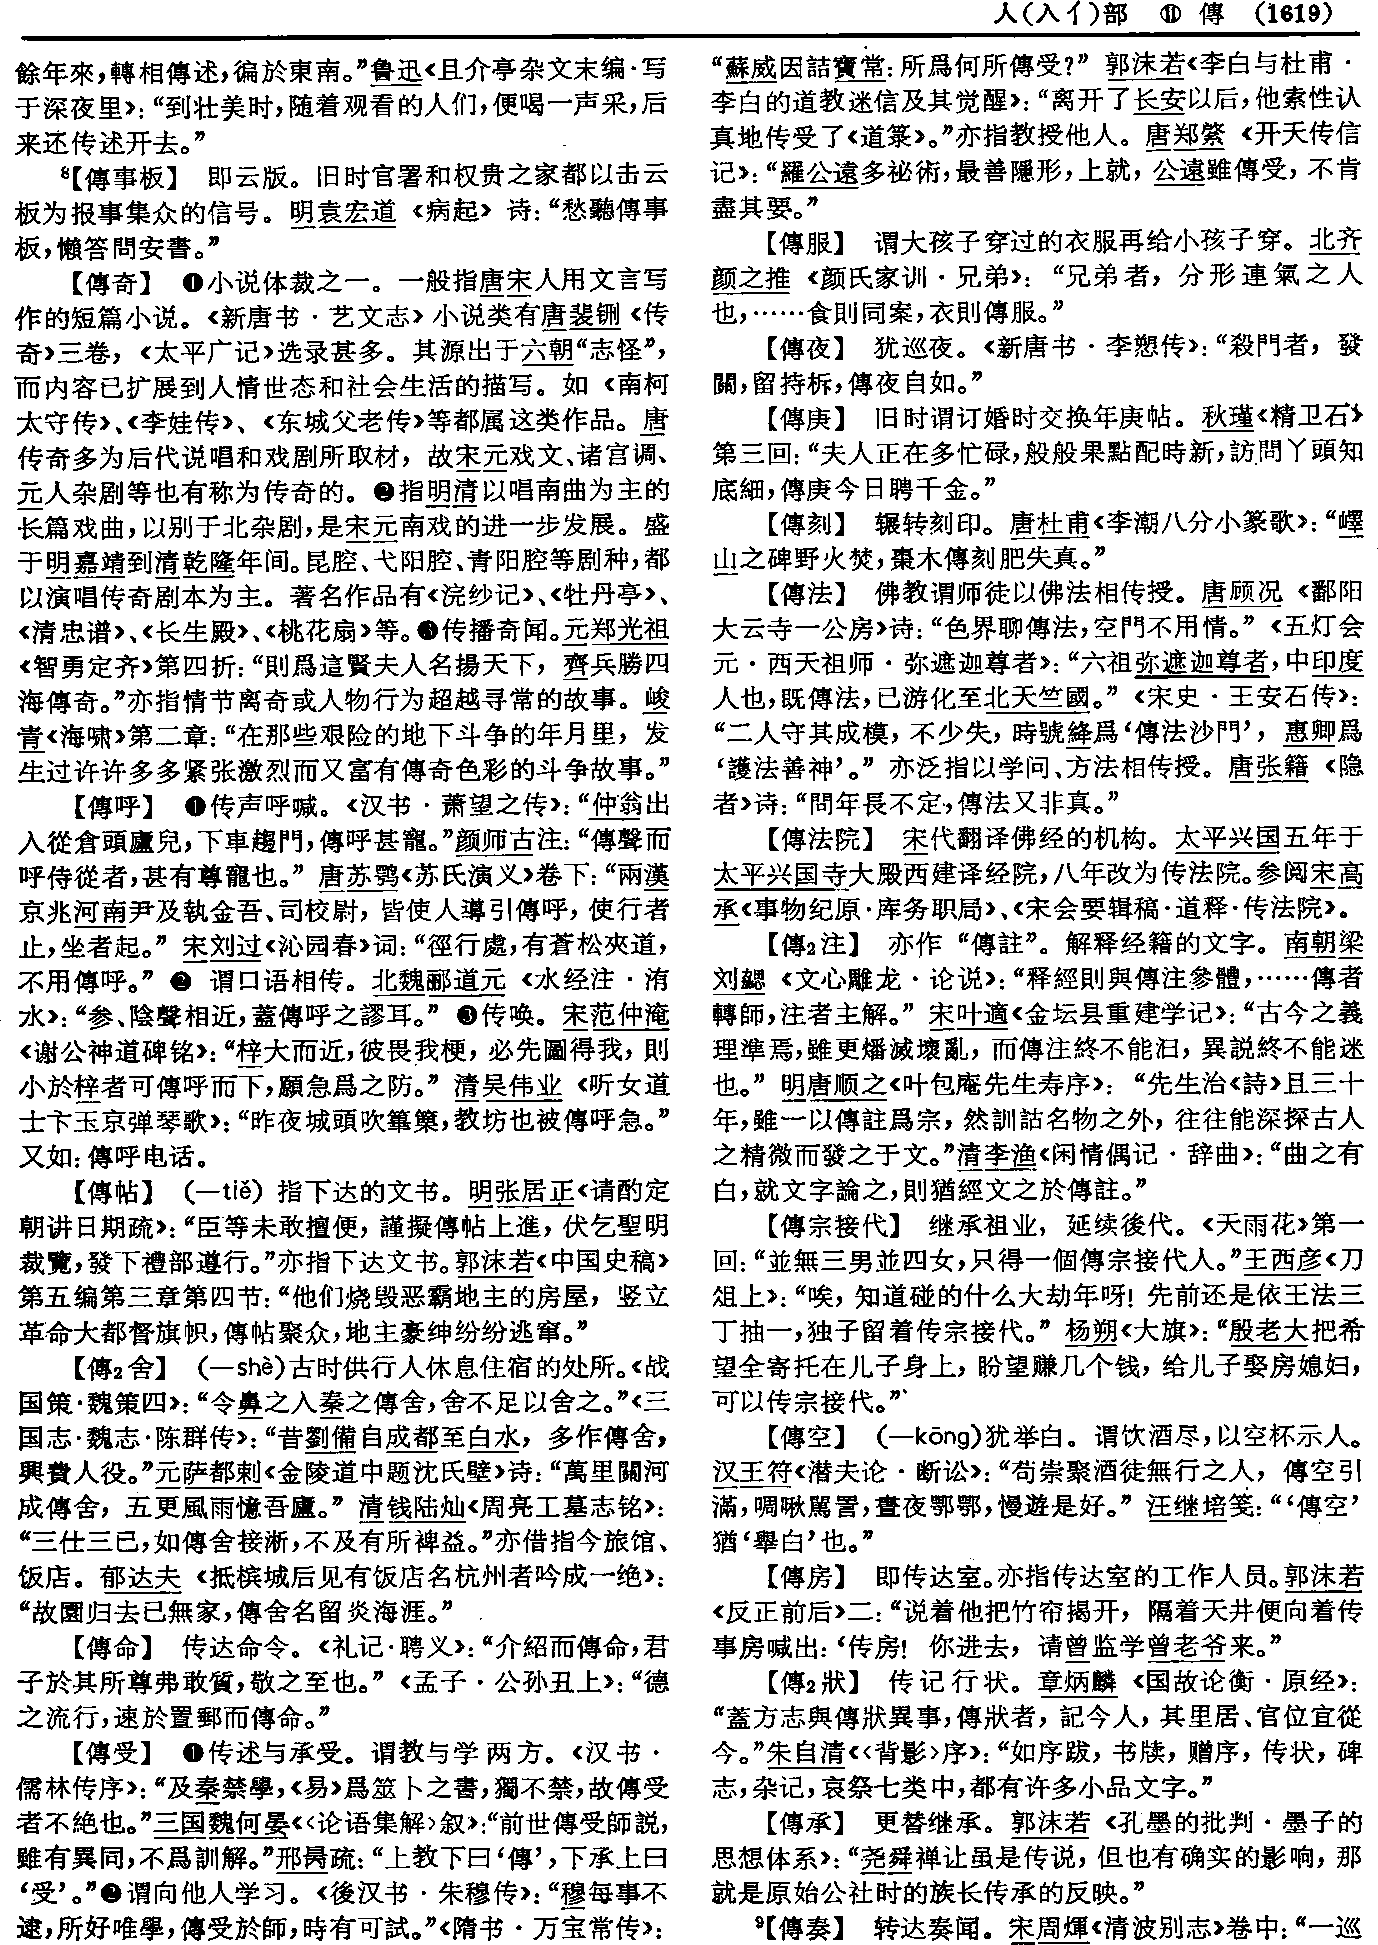 人(入亻)部 ⑪ 傳 (1619)
餘年來,轉相傳述,徧於東南。”鲁迅《且介亭杂文末编·写
于深夜里》:“到壮美时,随着观看的人们,便喝一声采,后
来还传述开去。”
⁸【傳事板】 即云版。旧时官署和权贵之家都以击云
板为报事集众的信号。明袁宏道《病起》诗:“愁聽傳事
板,懶答問安書。”
【傳奇】 ❶小说体裁之一。一般指唐宋人用文言写
作的短篇小说。《新唐书·艺文志》小说类有唐裴铏《传
奇》三卷,《太平广记》选录甚多。其源出于六朝“志怪”,
而内容已扩展到人情世态和社会生活的描写。如《南柯
太守传》、《李娃传》、《东城父老传》等都属这类作品。唐
传奇多为后代说唱和戏剧所取材,故宋元戏文、诸宫调、
元人杂剧等也有称为传奇的。❷指明清以唱南曲为主的
长篇戏曲,以别于北杂剧,是宋元南戏的进一步发展。盛
于明嘉靖到清乾隆年间。昆腔、弋阳腔、青阳腔等剧种,都
以演唱传奇剧本为主。著名作品有《浣纱记》、《牡丹亭》、
《清忠谱》、《长生殿》、《桃花扇》等。❸传播奇闻。元郑光祖
《智勇定齐》第四折:“則爲這賢夫人名揚天下,齊兵勝四
海傳奇。”亦指情节离奇或人物行为超越寻常的故事。峻
青《海啸》第二章:“在那些艰险的地下斗争的年月里,发
生过许许多多紧张激烈而又富有傳奇色彩的斗争故事。”
【傳呼】 ❶传声呼喊。《汉书·萧望之传》:“仲翁出
入從倉頭廬兒,下車趨門,傳呼甚寵。”颜师古注:“傳聲而
呼侍從者,甚有尊寵也。”唐苏鹗《苏氏演义》卷下:“兩漢
京兆河南尹及執金吾、司校尉,皆使人導引傳呼,使行者
止,坐者起。”宋刘过《沁园春》词:“徑行處,有蒼松夾道,
不用傳呼。”❷ 谓口语相传。北魏郦道元《水经注·洧
水》:“参、陰聲相近,蓋傳呼之謬耳。”❸传唤。宋范仲淹
《谢公神道碑铭》:“梓大而近,彼畏我梗,必先圖得我,則
小於梓者可傳呼而下,願急爲之防。”清吴伟业《听女道
士卞玉京弹琴歌》:“昨夜城頭吹篳篥,教坊也被傳呼急。”
又如:傳呼电话。
【傳帖】 (—tiě) 指下达的文书。明张居正《请酌定
朝讲日期疏》:“臣等未敢擅便,謹擬傳帖上進,伏乞聖明
裁覽,發下禮部遵行。”亦指下达文书。郭沫若《中国史稿》
第五编第三章第四节:“他们烧毁恶霸地主的房屋,竖立
革命大都督旗帜,傳帖聚众,地主豪绅纷纷逃窜。”
【傳₂舍】 (—shè)古时供行人休息住宿的处所。《战
国策·魏策四》:“令鼻之入秦之傳舍,舍不足以舍之。”《三
国志·魏志·陈群传》:“昔劉備自成都至白水,多作傳舍,
興費人役。”元萨都剌《金陵道中题沈氏壁》诗:“萬里關河
成傳舍,五更風雨憶吾廬。”清钱陆灿《周亮工墓志铭》:
“三仕三已,如傳舍接淅,不及有所裨益。”亦借指今旅馆、
饭店。郁达夫《抵槟城后见有饭店名杭州者吟成一绝》:
“故園归去已無家,傳舍名留炎海涯。”
【傳命】 传达命令。《礼记·聘义》:“介紹而傳命,君
子於其所尊弗敢質,敬之至也。”《孟子·公孙丑上》:“德
之流行,速於置郵而傳命。”
【傳受】 ❶传述与承受。谓教与学两方。《汉书·
儒林传序》:“及秦禁學,《易》爲筮卜之書,獨不禁,故傳受
者不絶也。”三国魏何晏《〈论语集解〉叙》:“前世傳受師説,
雖有異同,不爲訓解。”邢昺疏:“上教下曰‘傳’,下承上曰
‘受’。”❷谓向他人学习。《後汉书·朱穆传》:“穆每事不
逮,所好唯學,傳受於師,時有可試。”《隋书·万宝常传》:
“蘇威因詰寶常:所爲何所傳受?”郭沫若《李白与杜甫·
李白的道教迷信及其觉醒》:“离开了长安以后,他索性认
真地传受了《道箓》。”亦指教授他人。唐郑綮《开天传信
记》:“羅公遠多祕術,最善隱形,上就,公遠雖傳受,不肯
盡其要。”
【傳服】 谓大孩子穿过的衣服再给小孩子穿。北齐
颜之推《颜氏家训·兄弟》:“兄弟者,分形連氣之人
也,……食則同案,衣則傳服。”
【傳夜】 犹巡夜。《新唐书·李愬传》:“殺門者,發
關,留持柝,傳夜自如。”
【傳庚】 旧时谓订婚时交换年庚帖。秋瑾《精卫石》
第三回:“夫人正在多忙碌,般般果點配時新,訪問丫頭知
底細,傳庚今日聘千金。”
【傳刻】 辗转刻印。唐杜甫《李潮八分小篆歌》:“嶧
山之碑野火焚,棗木傳刻肥失真。”
【傳法】 佛教谓师徒以佛法相传授。唐顾况《鄱阳
大云寺一公房》诗:“色界聊傳法,空門不用情。”《五灯会
元·西天祖师·弥遮迦尊者》:“六祖弥遮迦尊者,中印度
人也,既傳法,已游化至北天竺國。”《宋史·王安石传》:
“二人守其成模,不少失,時號絳爲‘傳法沙門’,惠卿爲
‘護法善神’。”亦泛指以学问、方法相传授。唐张籍《隐
者》诗:“問年長不定,傳法又非真。”
【傳法院】 宋代翻译佛经的机构。太平兴国五年于
太平兴国寺大殿西建译经院,八年改为传法院。参阅宋高
承《事物纪原·库务职局》、《宋会要辑稿·道释·传法院》。
【傳₂注】 亦作“傳註”。解释经籍的文字。南朝梁
刘勰《文心雕龙·论说》:“释經則與傳注參體,……傳者
轉師,注者主解。”宋叶適《金坛县重建学记》:“古今之義
理準焉,雖更燔滅壞亂,而傳注終不能汩,異説終不能迷
也。”明唐顺之《叶包庵先生寿序》:“先生治《詩》且三十
年,雖一以傳註爲宗,然訓詁名物之外,往往能深探古人
之精微而發之于文。”清李渔《闲情偶记·辞曲》:“曲之有
白,就文字論之,則猶經文之於傳註。”
【傳宗接代】 继承祖业,延续後代。《天雨花》第一
回:“並無三男並四女,只得一個傳宗接代人。”王西彦《刀
俎上》:“唉,知道碰的什么大劫年呀!先前还是依王法三
丁抽一,独子留着传宗接代。”杨朔《大旗》:“殷老大把希
望全寄托在儿子身上,盼望赚几个钱,给儿子娶房媳妇,
可以传宗接代。”
【傳空】 (—kōng)犹举白。谓饮酒尽,以空杯示人。
汉王符《潜夫论·断讼》:“苟崇聚酒徒無行之人,傳空引
滿,啁啾駡詈,晝夜鄂鄂,慢遊是好。”汪继培笺:“‘傳空’
猶‘舉白’也。”
【傳房】 即传达室。亦指传达室的工作人员。郭沫若
《反正前后》二:“说着他把竹帘揭开,隔着天井便向着传
事房喊出:‘传房!你进去,请曾监学曾老爷来。”
【傳₂狀】 传记行状。章炳麟《国故论衡·原经》:
“蓋方志與傳狀異事,傳狀者,記今人,其里居、官位宜從
今。”朱自清《〈背影〉序》:“如序跋,书牍,赠序,传状,碑
志,杂记,哀祭七类中,都有许多小品文字。”
【傳承】 更替继承。郭沫若《孔墨的批判·墨子的
思想体系》:“尧舜禅让虽是传说,但也有确实的影响,那
就是原始公社时的族长传承的反映。”
⁹【傳奏】 转达奏闻。宋周煇《清波别志》卷中:“一巡